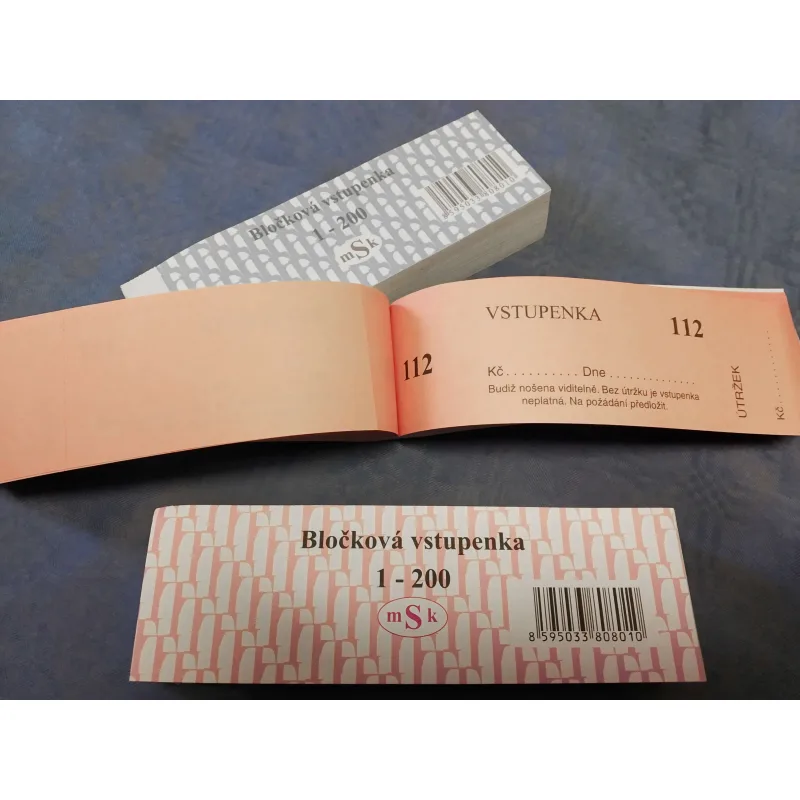 Bločková vstupenka
1 - 200
mSk
8595033808010
VSTUPENKA
112
112
Kč.......... Dne ..............
Budiž nošena viditelně. Bez útržku je vstupenka
neplatná. Na požádání předložit.
ÚTRŽEK
Kč...........
Bločková vstupenka
1 - 200
mSk
8 595033 808010